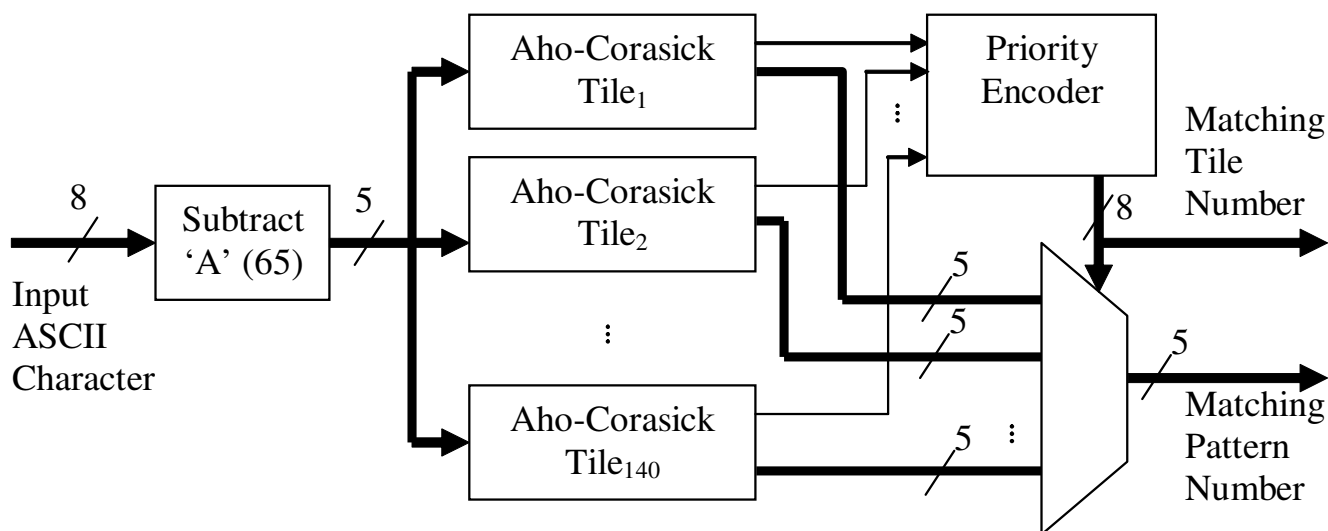 8
Input
ASCII
Character
Subtract
‘A’ (65)
5
Aho-Corasick
Tile₁
Aho-Corasick
Tile₂
⋮
Aho-Corasick
Tile₁₄₀
Priority
Encoder
⋮
8
Matching
Tile
Number
5
5
⋮
5
5
Matching
Pattern
Number